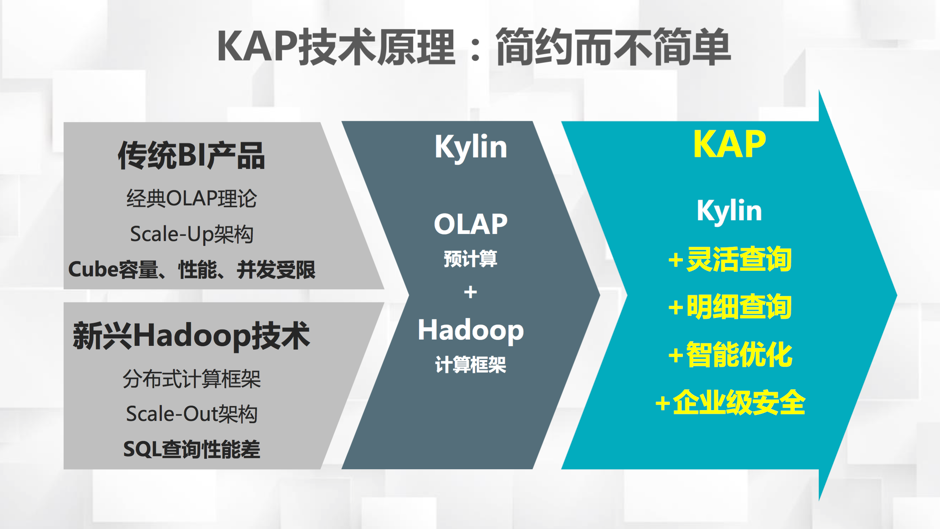 KAP技术原理：简约而不简单
传统BI产品
经典OLAP理论
Scale-Up架构
Cube容量、性能、并发受限
新兴Hadoop技术
分布式计算框架
Scale-Out架构
SQL查询性能差
Kylin
OLAP
预计算
+
Hadoop
计算框架
KAP
Kylin
+灵活查询
+明细查询
+智能优化
+企业级安全